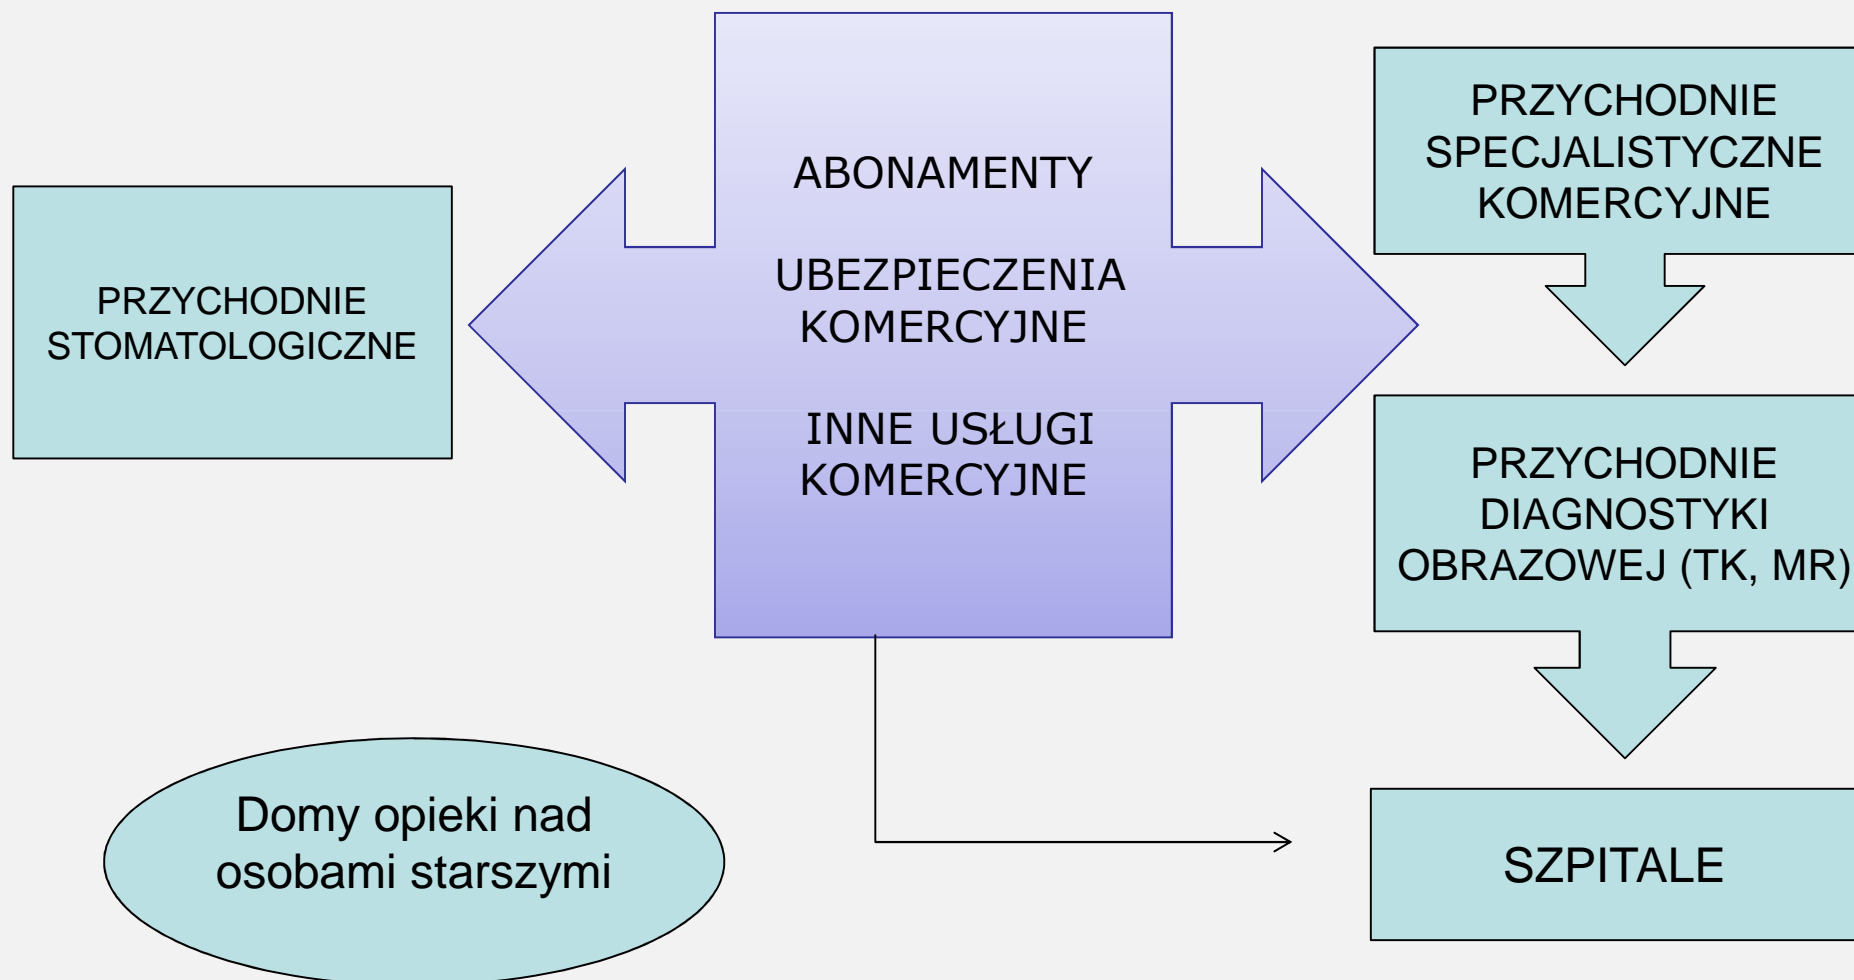 PRZYCHODNIE
STOMATOLOGICZNE
ABONAMENTY
UBEZPIECZENIA
KOMERCYJNE
INNE USŁUGI
KOMERCYJNE
PRZYCHODNIE
SPECJALISTYCZNE
KOMERCYJNE
PRZYCHODNIE
DIAGNOSTYKI
OBRAZOWEJ (TK, MR)
Domy opieki nad
osobami starszymi
SZPITALE